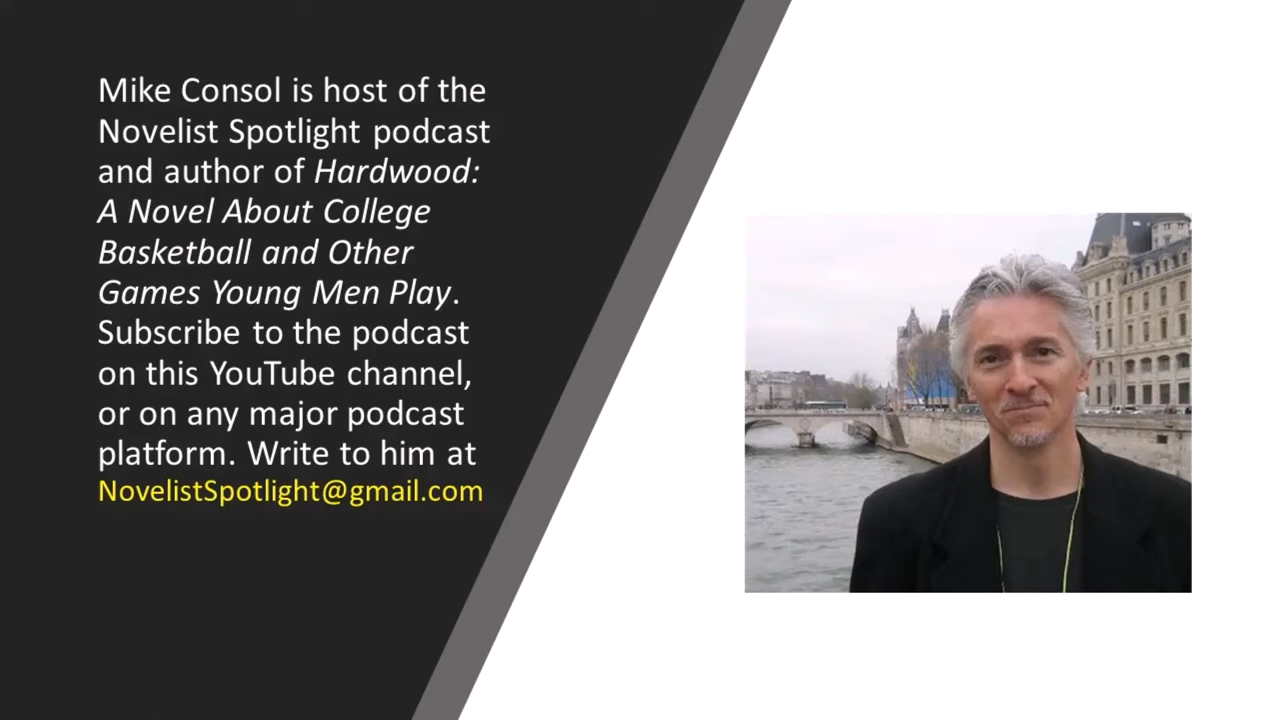 Mike Consol is host of the
Novelist Spotlight podcast
and author of Hardwood:
A Novel About College
Basketball and Other
Games Young Men Play.
Subscribe to the podcast
on this YouTube channel,
or on any major podcast
platform. Write to him at
NovelistSpotlight@gmail.com